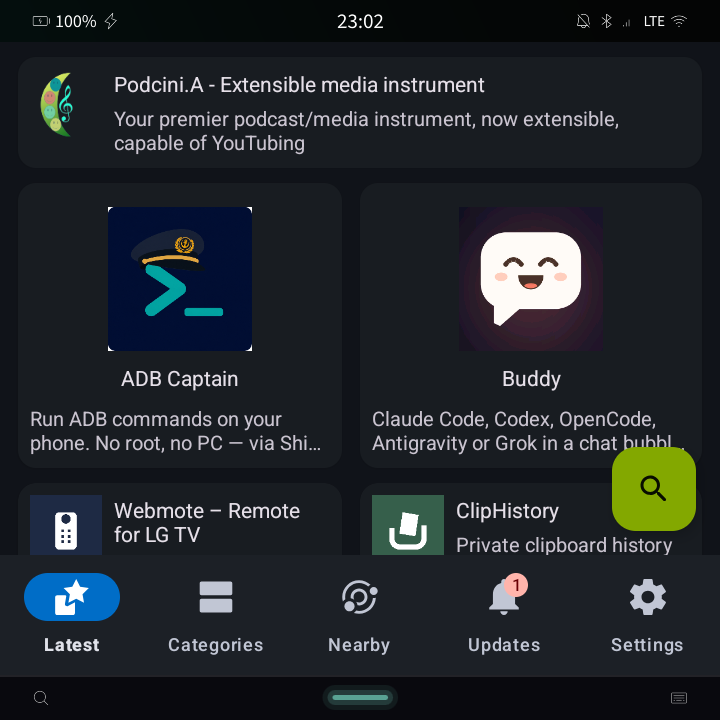 100%
23:02
LTE
Podcini.A - Extensible media instrument
Your premier podcast/media instrument, now extensible,
capable of YouTubing
ADB Captain
Run ADB commands on your
phone. No root, no PC — via Shi…
Buddy
Claude Code, Codex, OpenCode,
Antigravity or Grok in a chat bubbl…
Webmote – Remote
for LG TV
ClipHistory
Private clipboard history
1
Latest
Categories
Nearby
Updates
Settings